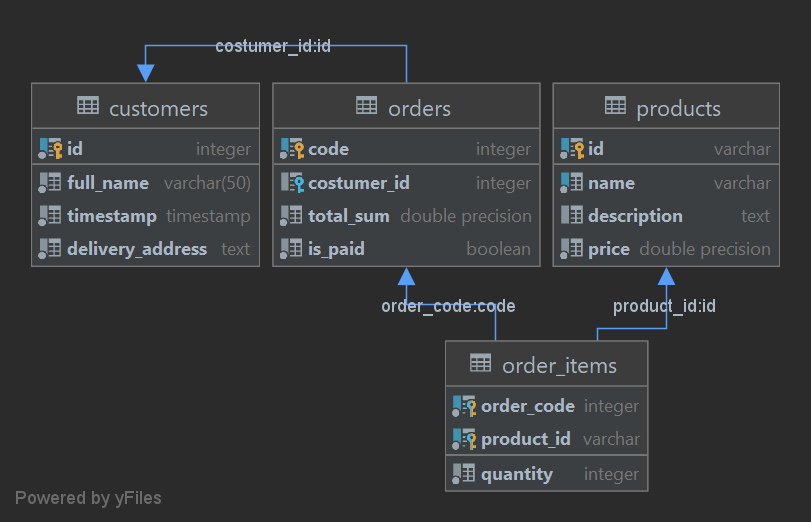 costumer_id:id
customers
id integer
full_name varchar(50)
timestamp timestamp
delivery_address text
orders
code integer
costumer_id integer
total_sum double precision
is_paid boolean
products
id varchar
name varchar
description text
price double precision
order_code:code
product_id:id
order_items
order_code integer
product_id varchar
quantity integer
Powered by yFiles